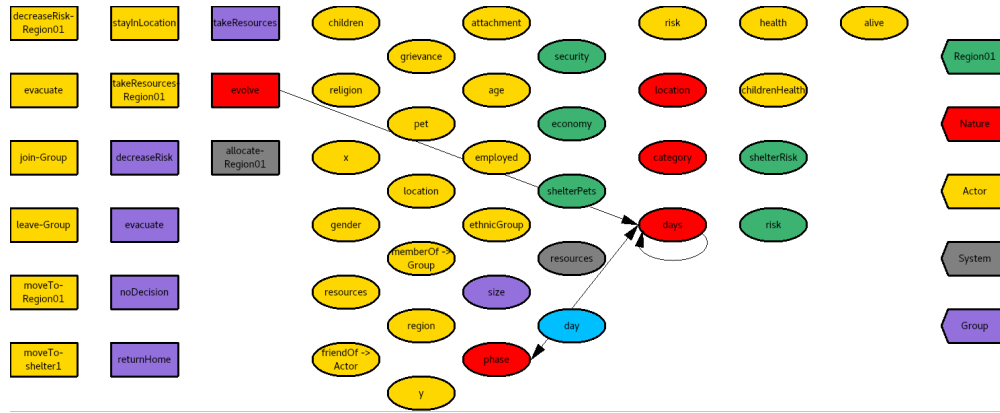 decreaseRisk-
Region01
stayInLocation
takeResources
children
attachment
risk
health
alive
grievance
security
Region01
evacuate
takeResources-
Region01
evolve
religion
age
location
childrenHealth
Nature
pet
economy
join-Group
decreaseRisk
allocate-
Region01
x
employed
category
shelterRisk
Actor
location
shelterPets
leave-Group
evacuate
gender
ethnicGroup
days
risk
memberOf ->
Group
resources
System
moveTo-
Region01
noDecision
resources
size
region
day
Group
moveTo-
shelter1
returnHome
friendOf ->
Actor
phase
y